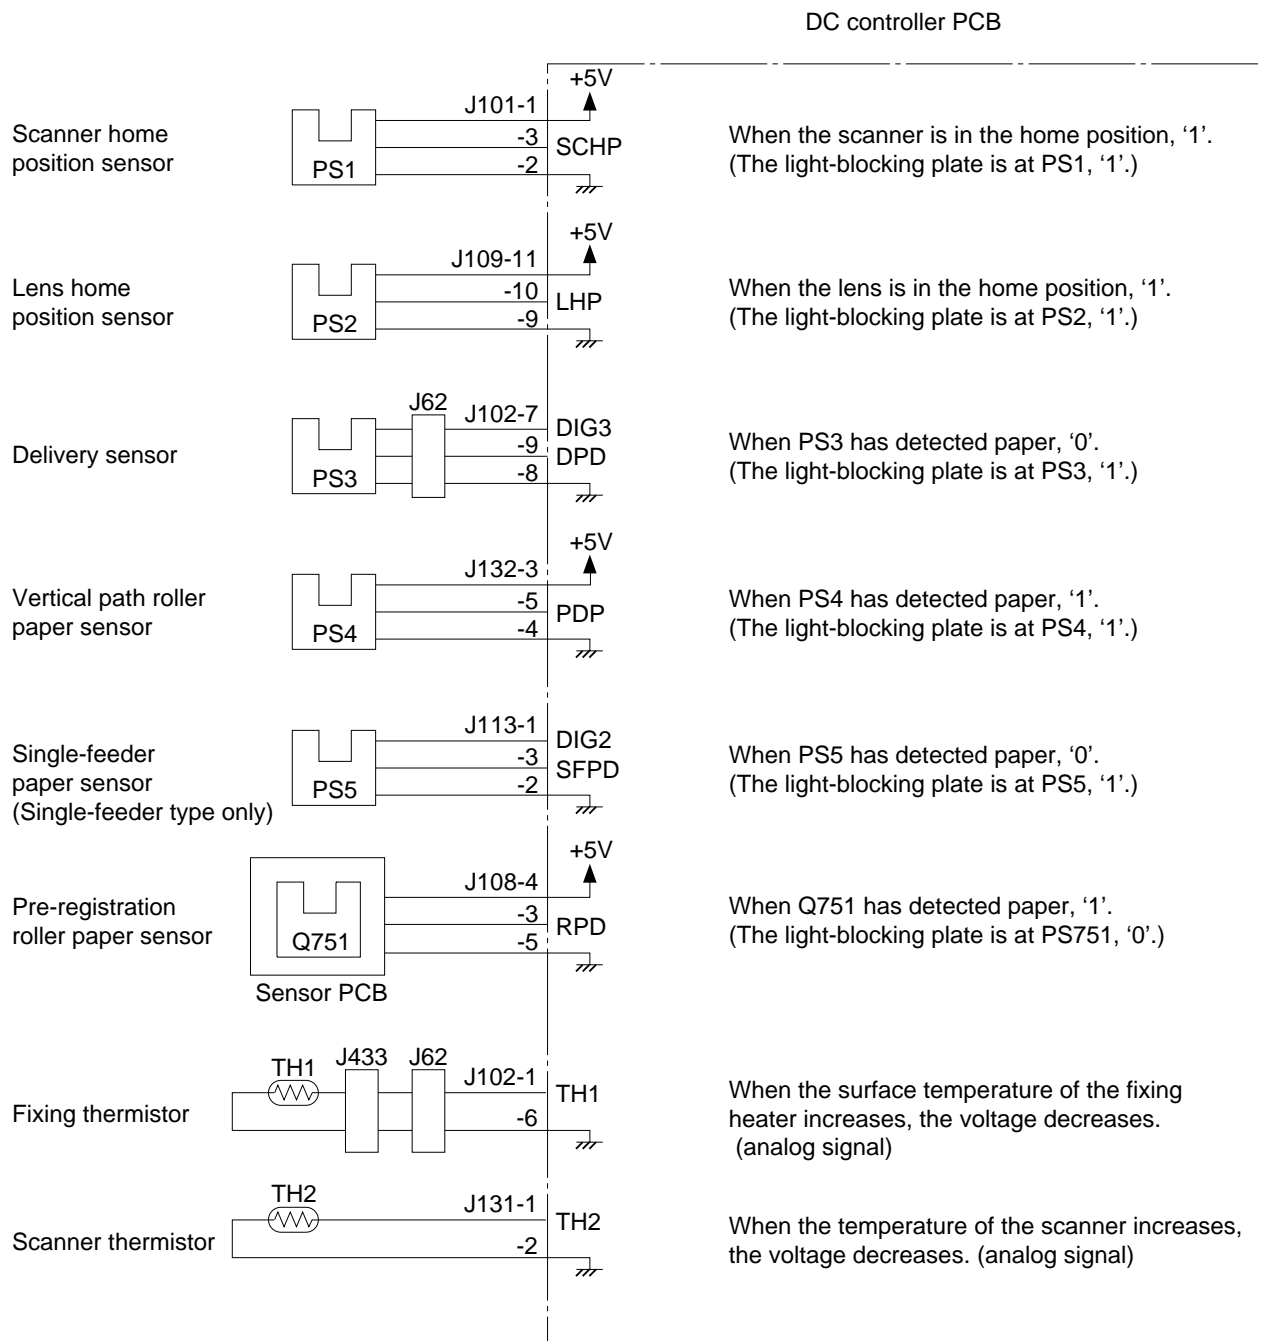 DC controller PCB
+5V
J101-1
Scanner home
position sensor
PS1
-3
SCHP
-2
When the scanner is in the home position, ‘1’.
(The light-blocking plate is at PS1, ‘1’.)
+5V
J109-11
Lens home
position sensor
PS2
-10
LHP
-9
When the lens is in the home position, ‘1’.
(The light-blocking plate is at PS2, ‘1’.)
J62
J102-7
DIG3
Delivery sensor
PS3
-9
DPD
-8
When PS3 has detected paper, ‘0’.
(The light-blocking plate is at PS3, ‘1’.)
+5V
J132-3
Vertical path roller
paper sensor
PS4
-5
PDP
-4
When PS4 has detected paper, ‘1’.
(The light-blocking plate is at PS4, ‘1’.)
J113-1
DIG2
Single-feeder
paper sensor
(Single-feeder type only)
PS5
-3
SFPD
-2
When PS5 has detected paper, ‘0’.
(The light-blocking plate is at PS5, ‘1’.)
+5V
J108-4
Pre-registration
roller paper sensor
Q751
-3
RPD
-5
Sensor PCB
When Q751 has detected paper, ‘1’.
(The light-blocking plate is at PS751, ‘0’.)
TH1
J433
J62
J102-1
TH1
Fixing thermistor
-6
When the surface temperature of the fixing
heater increases, the voltage decreases.
(analog signal)
TH2
J131-1
TH2
Scanner thermistor
-2
When the temperature of the scanner increases,
the voltage decreases. (analog signal)